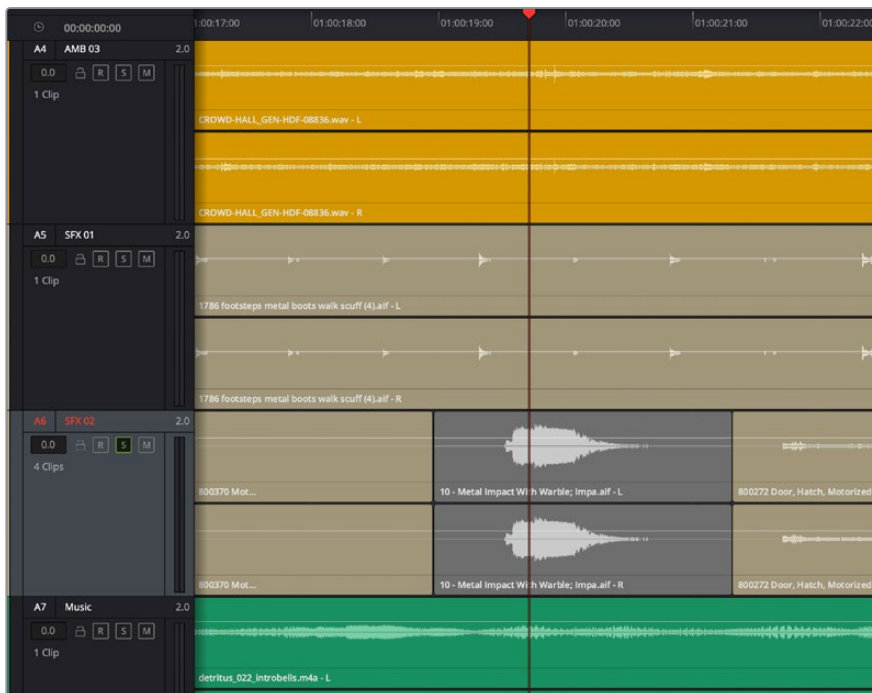 00:00:00:00
1:00:17:00 01:00:18:00 01:00:19:00 01:00:20:00 01:00:21:00 01:00:22:00
A4 AMB 03 2.0
0.0 R S M
1 Clip
CROWD-HALL_GEN-HDF-08836.wav - L
CROWD-HALL_GEN-HDF-08836.wav - R
A5 SFX 01 2.0
0.0 R S M
1 Clip
1786 footsteps metal boots walk scuff (4).aif - L
1786 footsteps metal boots walk scuff (4).aif - R
A6 SFX 02 2.0
0.0 R S M
4 Clips
800370 Mot... 10 - Metal Impact With Warble; Impa.aif - L 800272 Door, Hatch, Motorized
800370 Mot... 10 - Metal Impact With Warble; Impa.aif - R 800272 Door, Hatch, Motorized
A7 Music 2.0
0.0 R S M
1 Clip
detritus_022_introbells.m4a - L